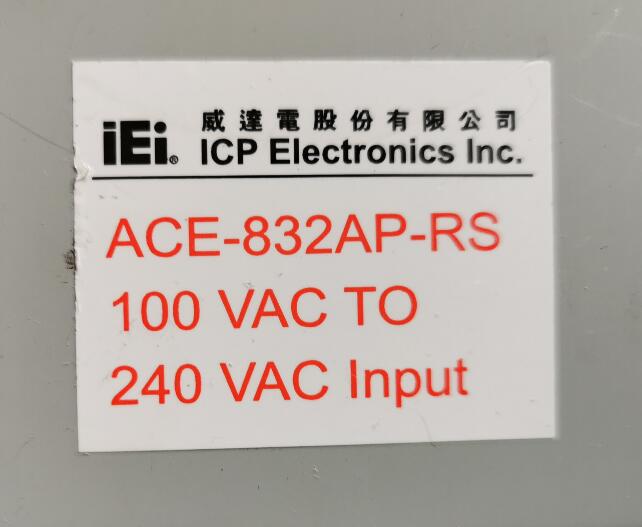 iEi® 威達電股份有限公司
ICP Electronics Inc.
ACE-832AP-RS
100 VAC TO
240 VAC Input